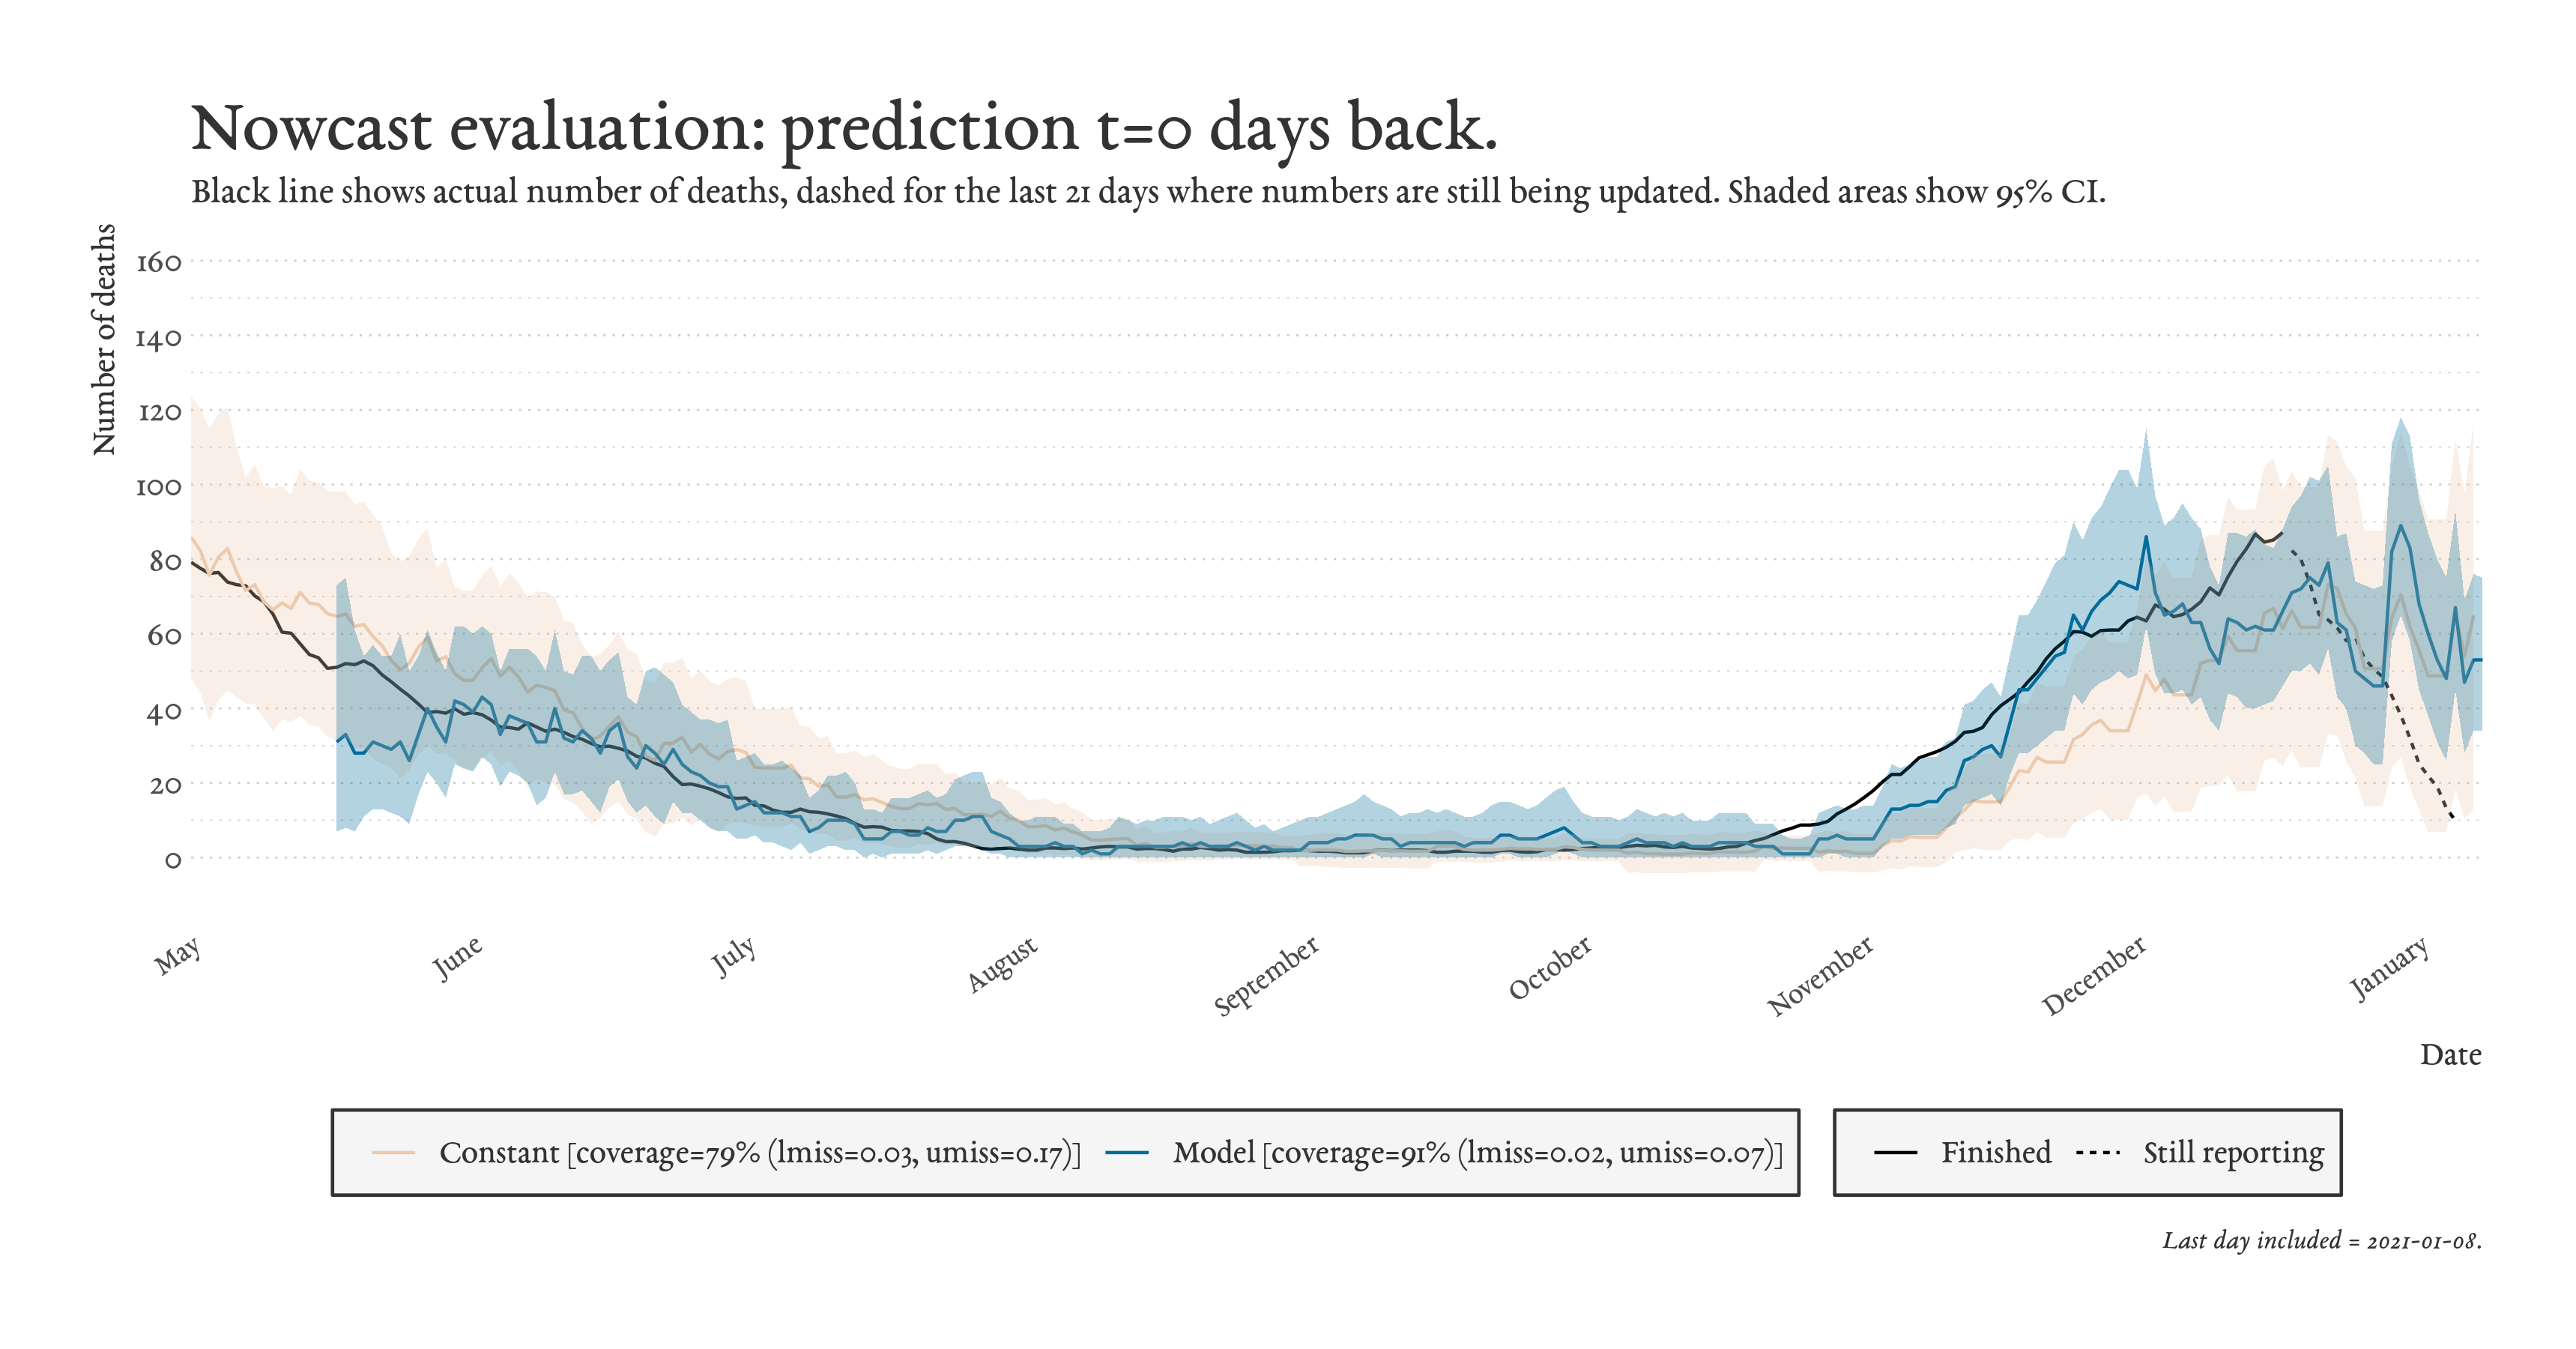 Nowcast evaluation: prediction t=0 days back.
Black line shows actual number of deaths, dashed for the last 21 days where numbers are still being updated. Shaded areas show 95% CI.
Number of deaths
160
140
120
100
80
60
40
20
0
May
June
July
August
September
October
November
December
January
Date
Constant [coverage=79% (lmiss=0.03, umiss=0.17)]
Model [coverage=91% (lmiss=0.02, umiss=0.07)]
Finished
Still reporting
Last day included = 2021-01-08.